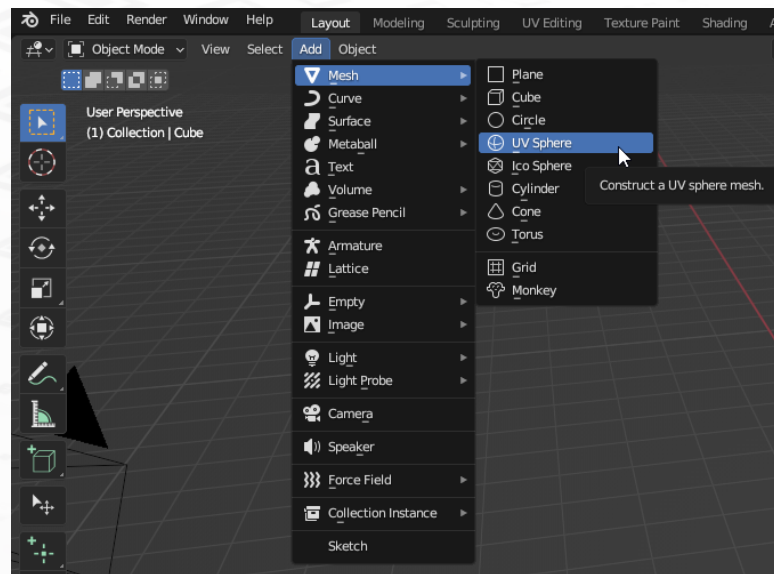 File Edit Render Window Help Layout Modeling Sculpting UV Editing Texture Paint Shading
Object Mode View Select Add Object
User Perspective
(1) Collection | Cube
Mesh
Curve
Surface
Metaball
Text
Volume
Grease Pencil
Armature
Lattice
Empty
Image
Light
Light Probe
Camera
Speaker
Force Field
Collection Instance
Sketch
Plane
Cube
Circle
UV Sphere
Ico Sphere
Cylinder
Cone
Torus
Grid
Monkey
Construct a UV sphere mesh.